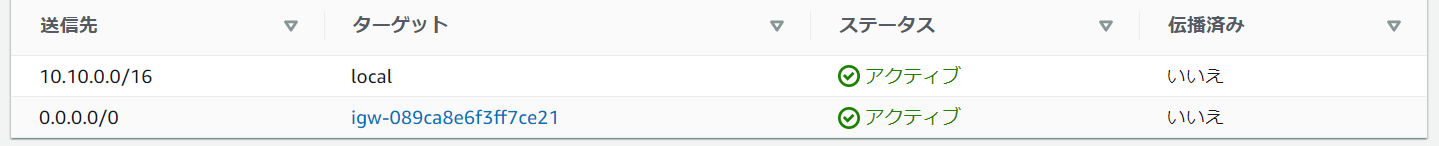 送信先 ターゲット ステータス 伝播済み
10.10.0.0/16 local アクティブ いいえ
0.0.0.0/0 igw-089ca8e6f3ff7ce21 アクティブ いいえ